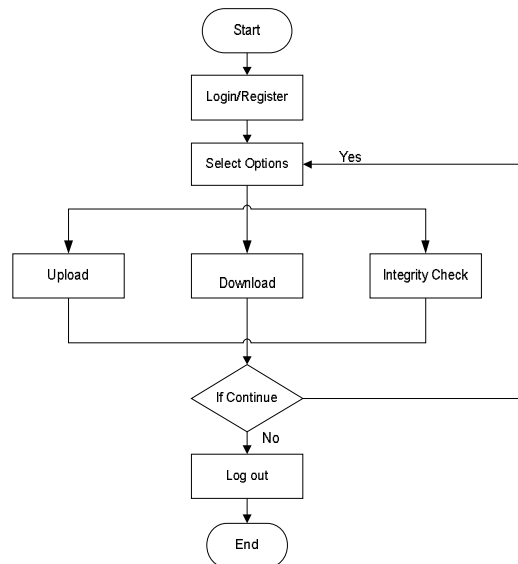 Start
Login/Register
Select Options
Yes
Upload
Download
Integrity Check
If Continue
No
Log out
End